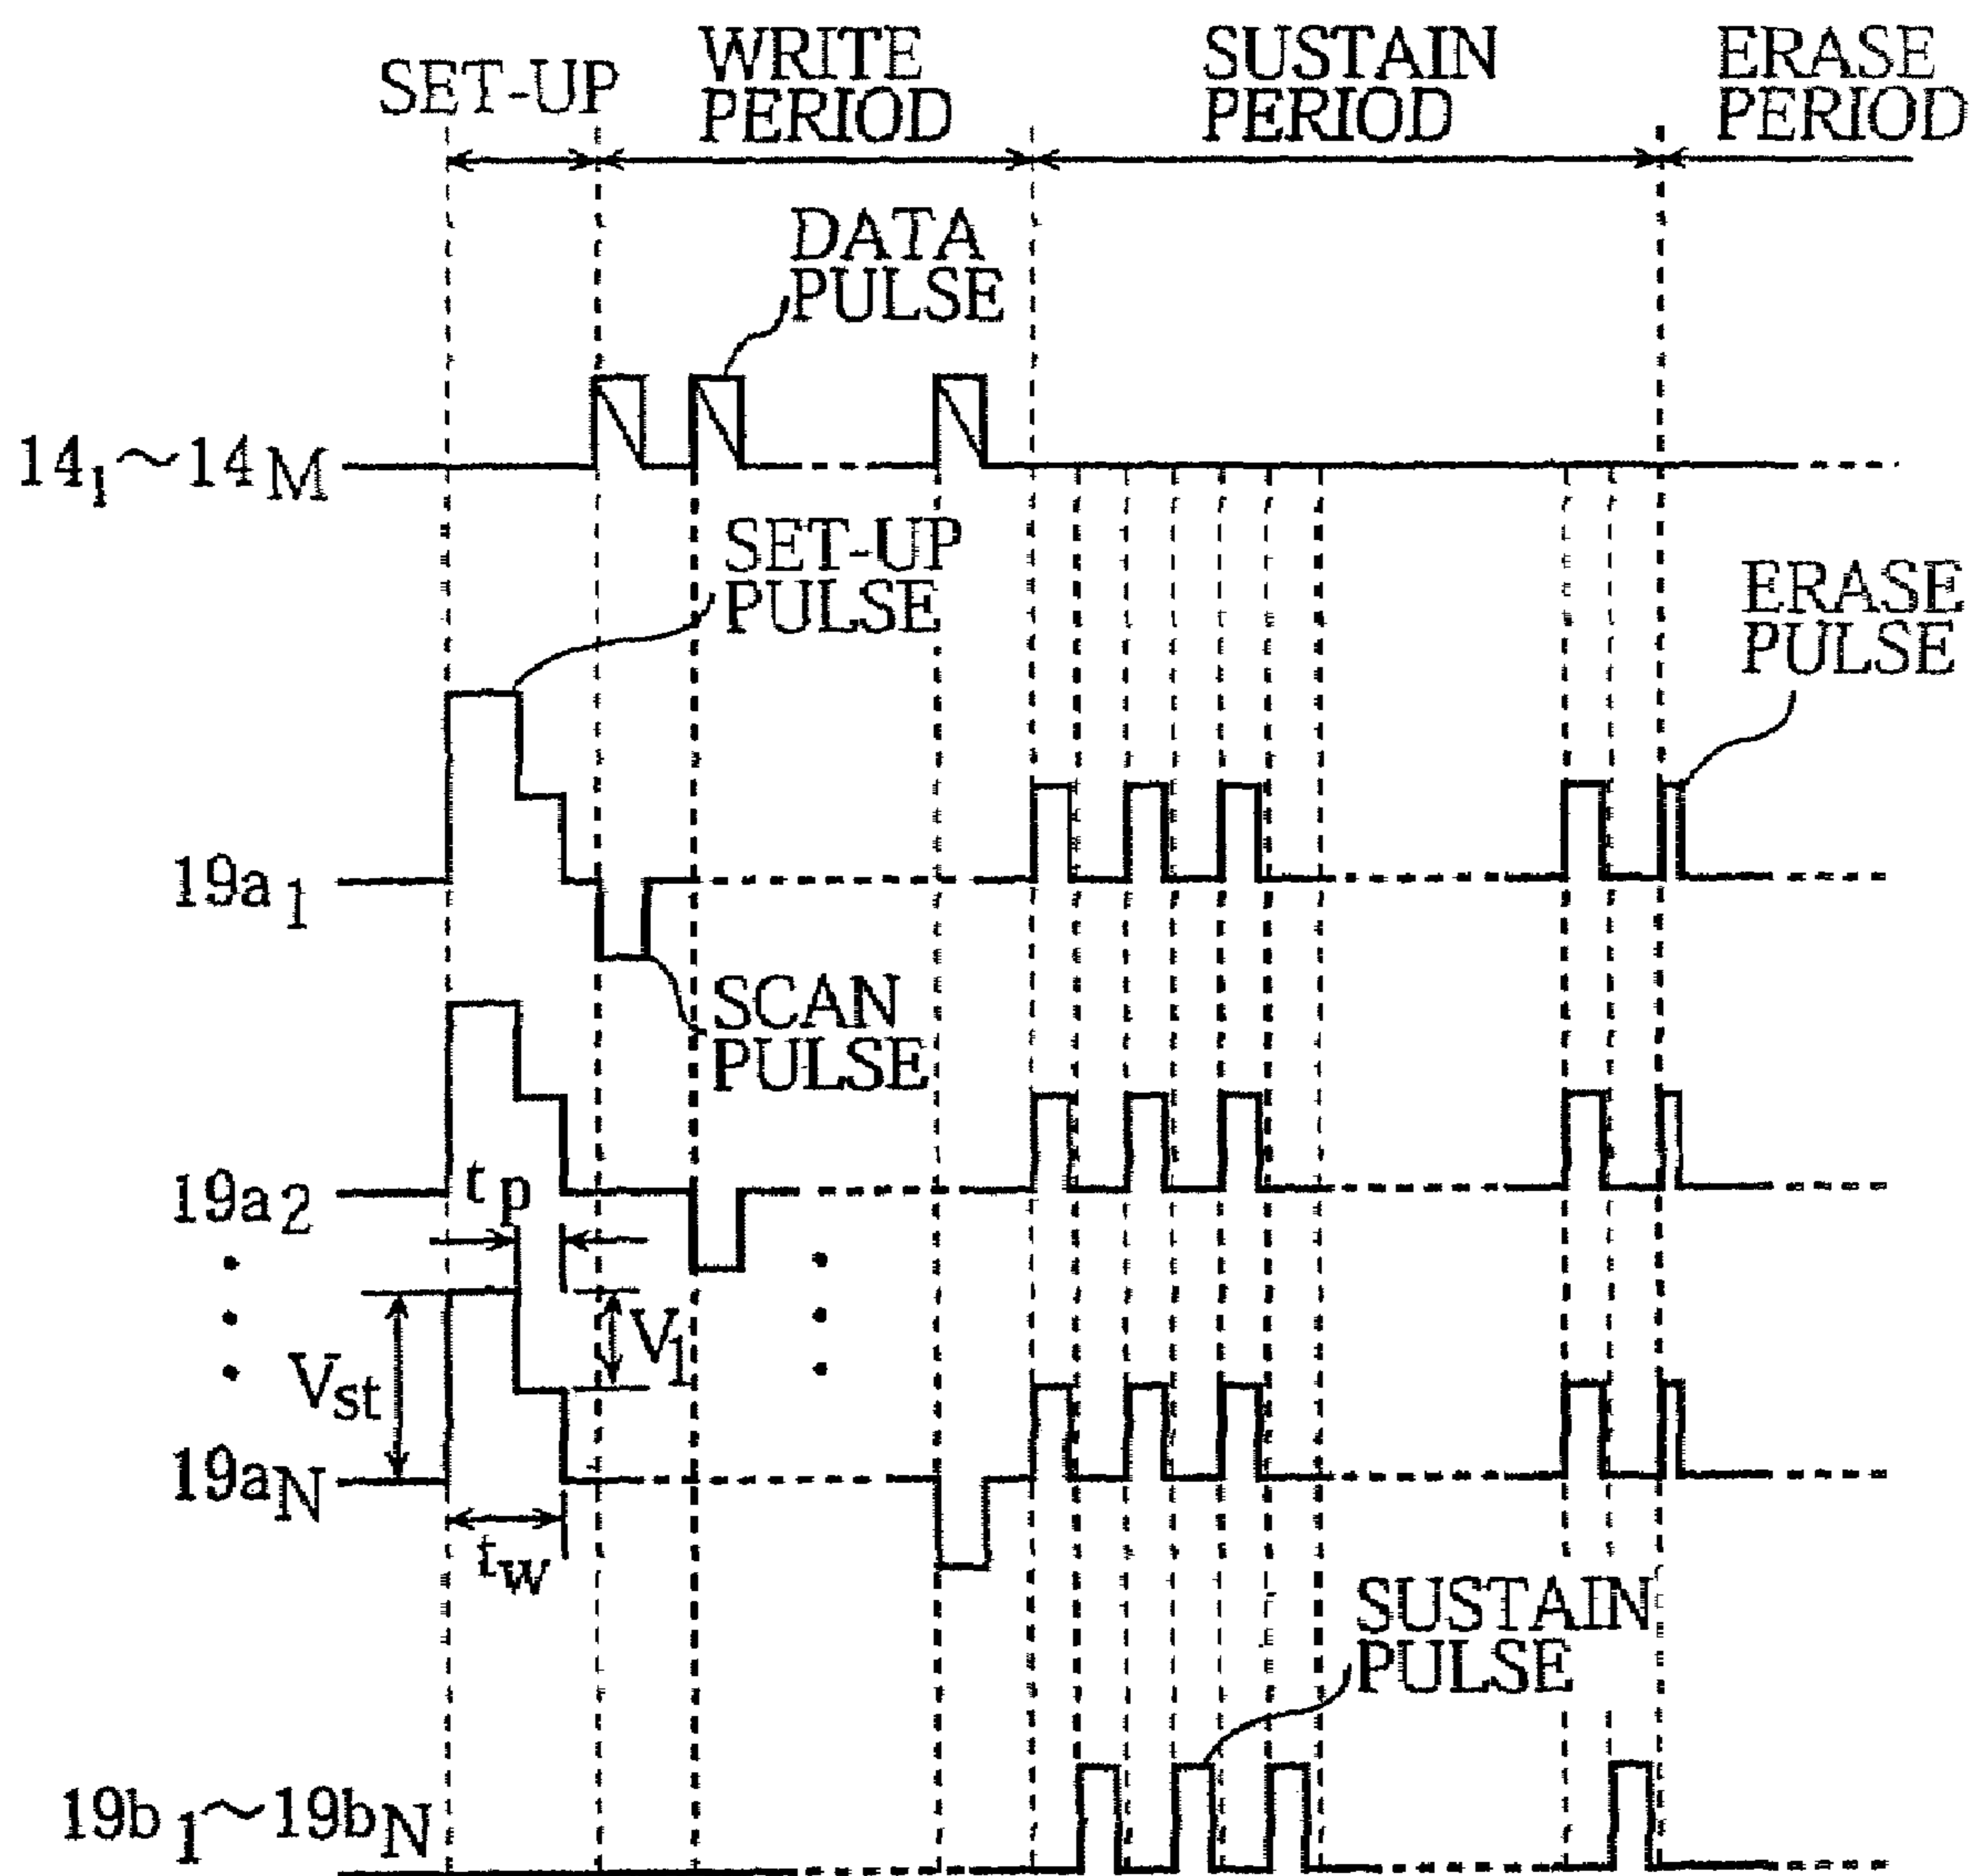 SET-UP
WRITE
PERIOD
SUSTAIN
PERIOD
ERASE
PERIOD
DATA
PULSE
14₁~14M
SET-UP
PULSE
ERASE
PULSE
19a₁
SCAN
PULSE
19a₂
tp
Vst
V₁
19aN
tw
SUSTAIN
PULSE
19b₁~19bN